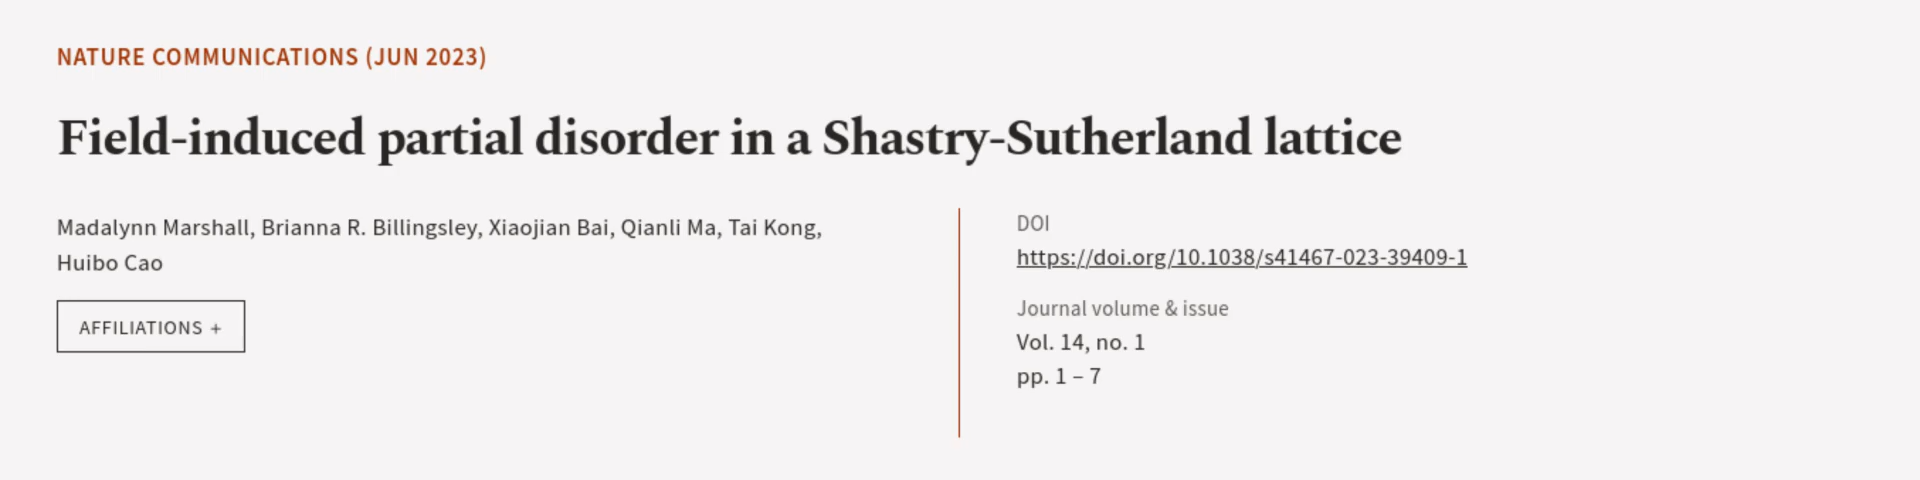 NATURE COMMUNICATIONS (JUN 2023)
Field-induced partial disorder in a Shastry-Sutherland lattice
Madalynn Marshall, Brianna R. Billingsley, Xiaojian Bai, Qianli Ma, Tai Kong,
Huibo Cao
AFFILIATIONS +
DOI
https://doi.org/10.1038/s41467-023-39409-1
Journal volume & issue
Vol. 14, no. 1
pp. 1 – 7